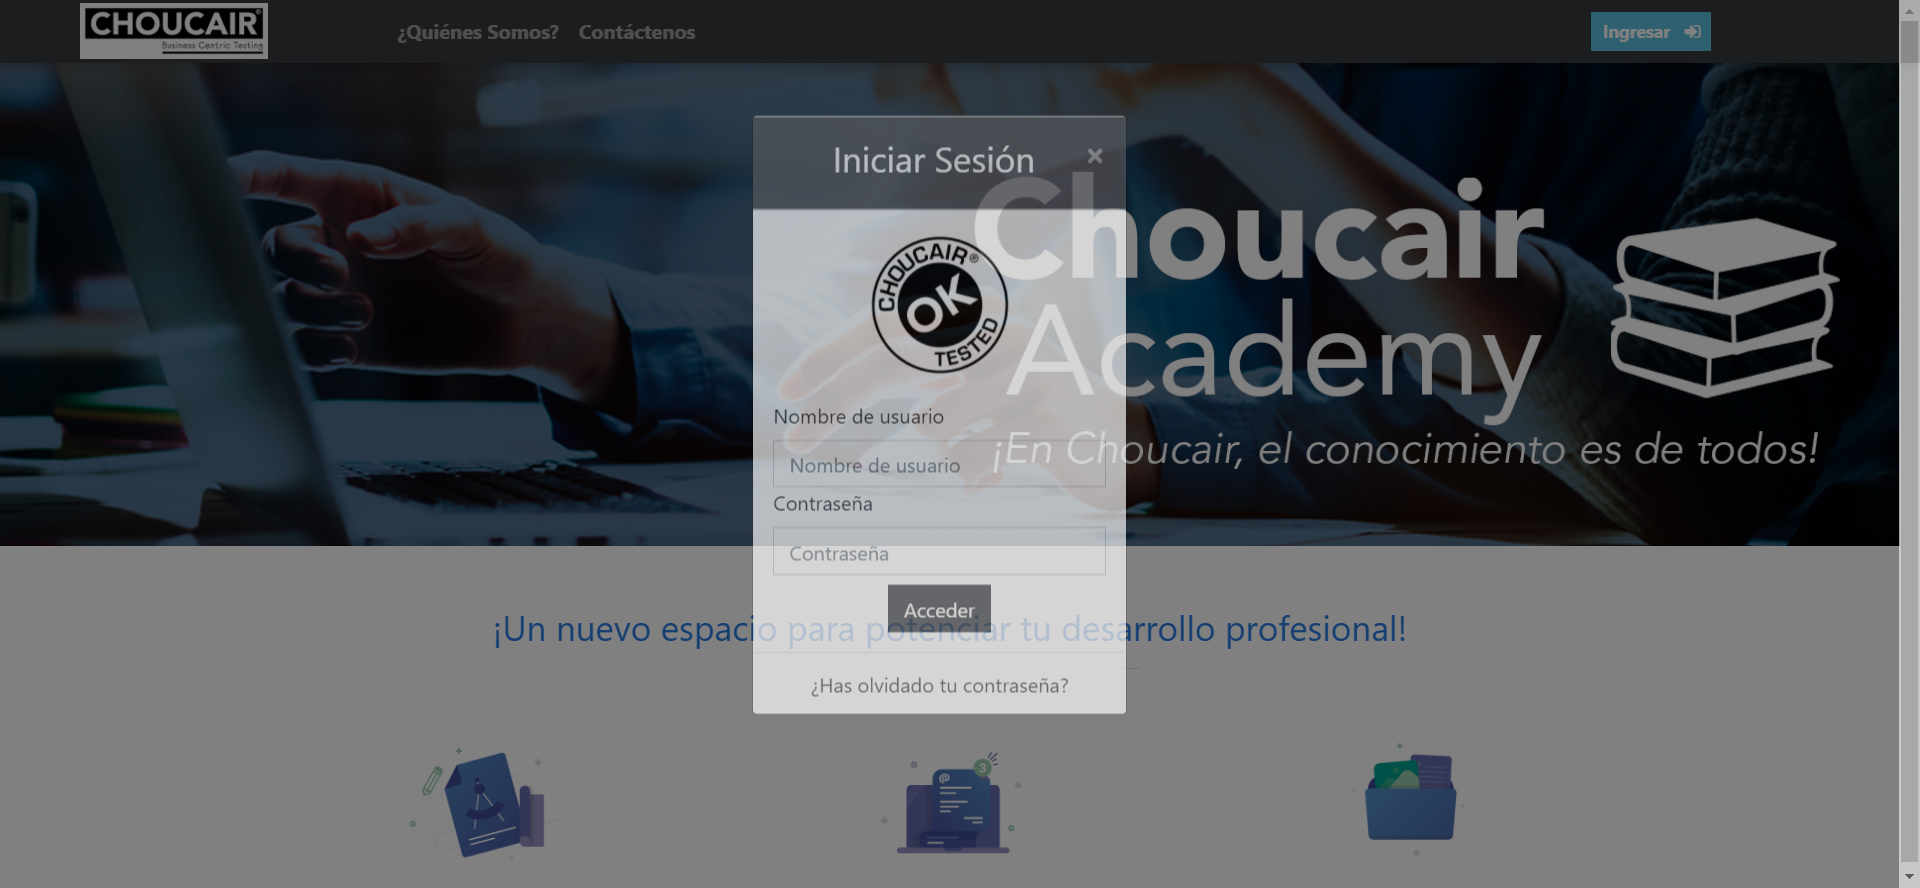 CHOUCAIR®
Business Centric Testing
¿Quiénes Somos? Contáctenos
Ingresar
Iniciar Sesión
×
CHOUCAIR®
OK
TESTED
Choucair
Academy
¡En Choucair, el conocimiento es de todos!
Nombre de usuario
Nombre de usuario
Contraseña
Contraseña
Acceder
¡Un nuevo espacio para potenciar tu desarrollo profesional!
¿Has olvidado tu contraseña?
@
3